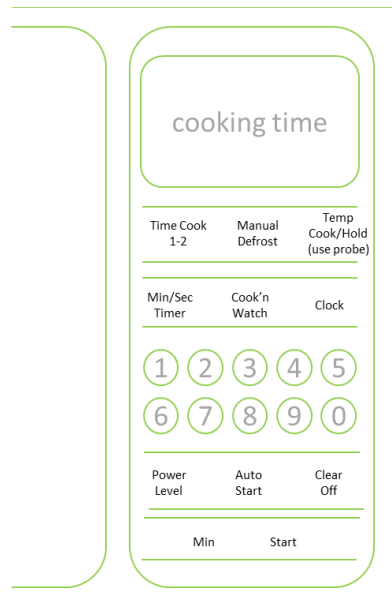 cooking time
Time Cook Manual Temp
1-2 Defrost Cook/Hold
(use probe)
Min/Sec Cook'n Clock
Timer Watch
1 2 3 4 5
6 7 8 9 0
Power Auto Clear
Level Start Off
Min Start